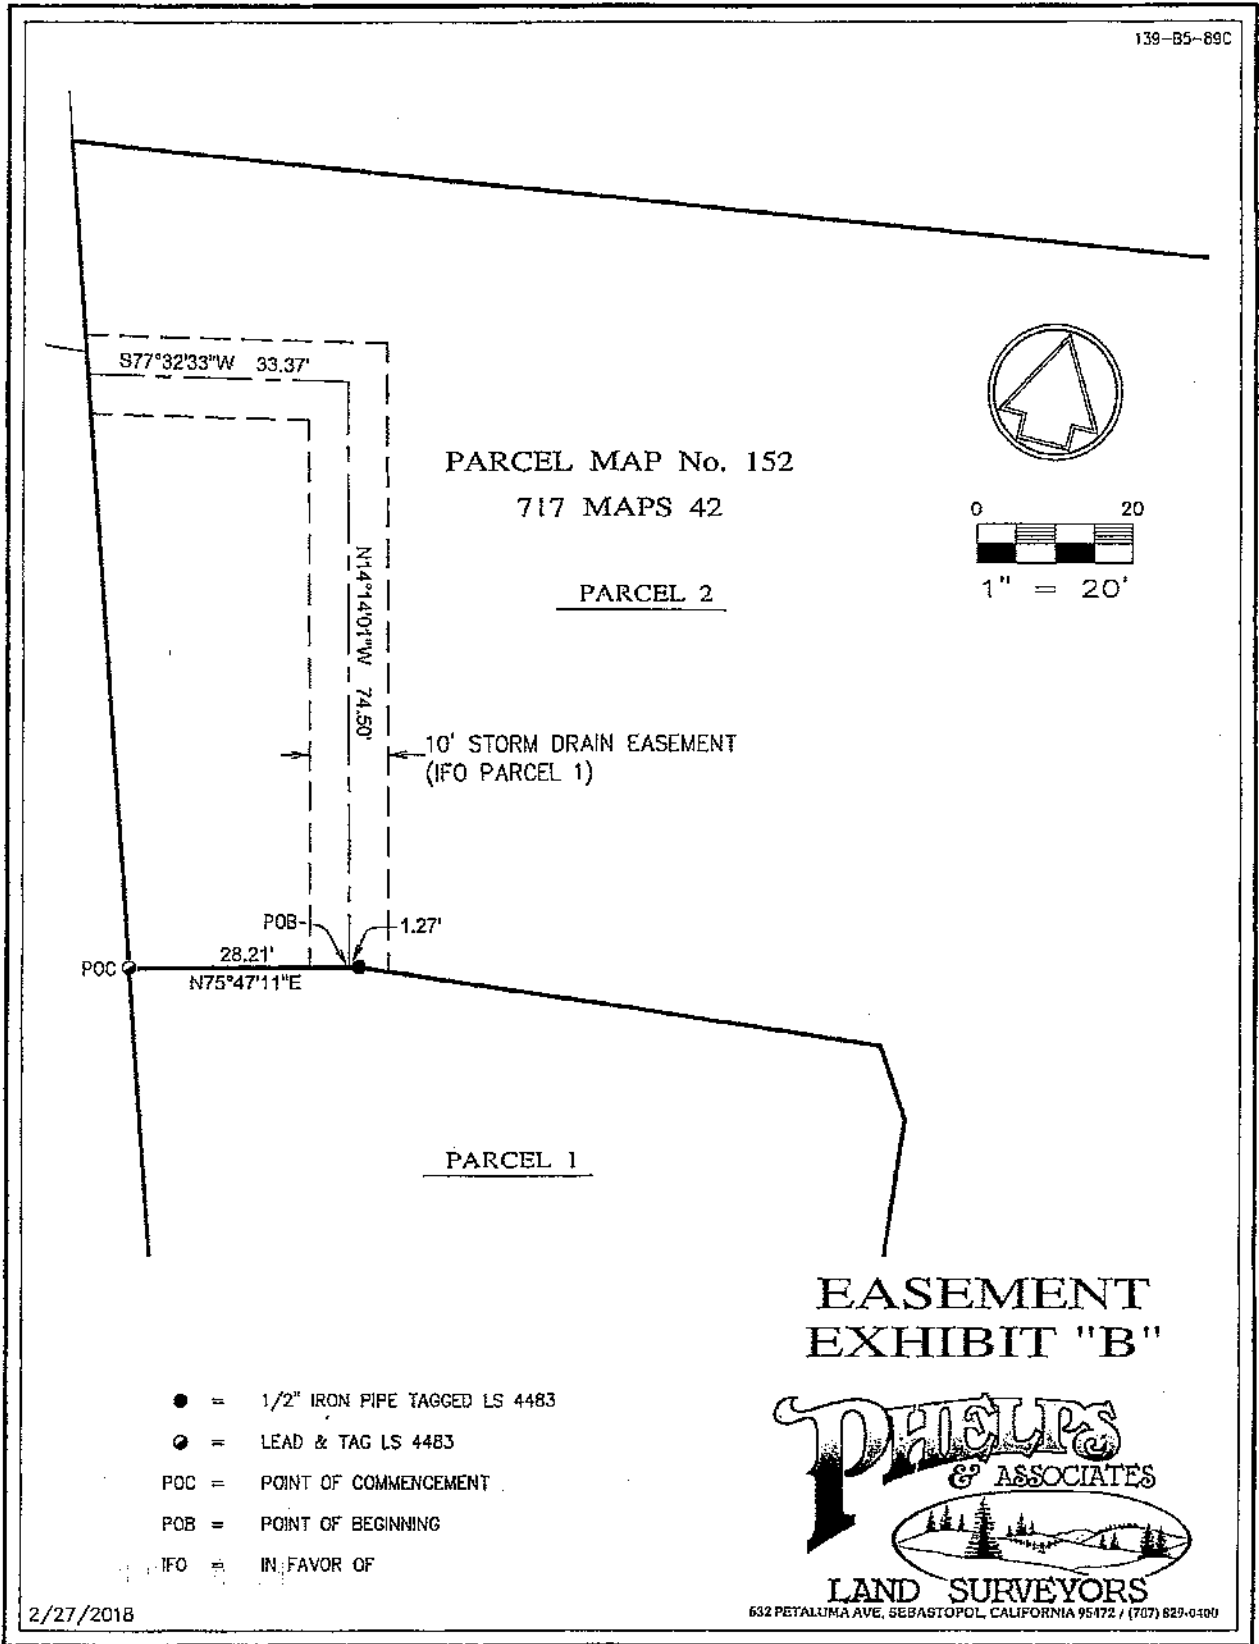 139-B5-89C
S77°32'33"W 33.37'
PARCEL MAP No. 152
717 MAPS 42
0 20
1" = 20'
PARCEL 2
N14°14'01"W 74.50'
10' STORM DRAIN EASEMENT
(IFO PARCEL 1)
POB
1.27'
28.21'
POC
N75°47'11"E
PARCEL 1
EASEMENT
EXHIBIT "B"
= 1/2" IRON PIPE TAGGED LS 4483
= LEAD & TAG LS 4483
POC = POINT OF COMMENCEMENT
POB = POINT OF BEGINNING
IFO = IN FAVOR OF
PHELPS
& ASSOCIATES
LAND SURVEYORS
632 PETALUMA AVE, SEBASTOPOL, CALIFORNIA 95472 / (707) 829-0400
2/27/2018